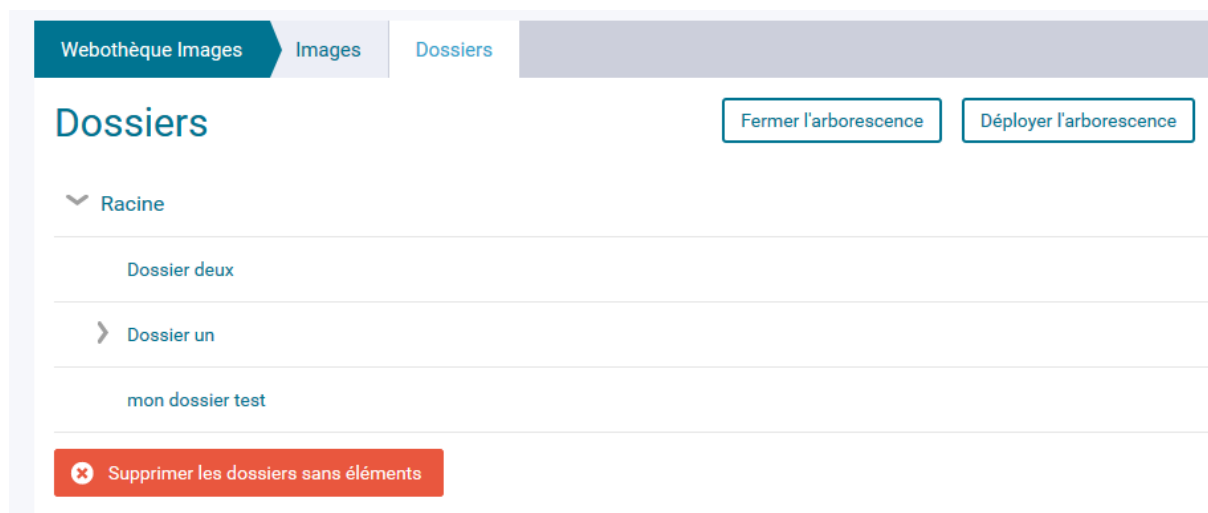 Webothèque Images Images Dossiers
Dossiers Fermer l'arborescence Déployer l'arborescence
Racine
Dossier deux
Dossier un
mon dossier test
Supprimer les dossiers sans éléments